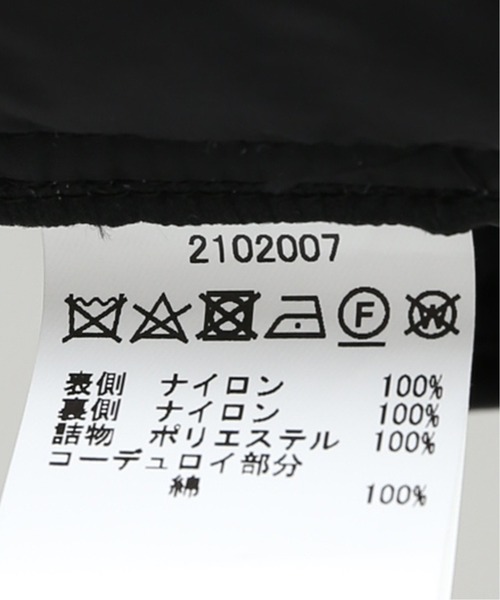 2102007
F W
表側 ナイロン 100%
裏側 ナイロン 100%
詰物 ポリエステル 100%
コーデュロイ部分
綿 100%